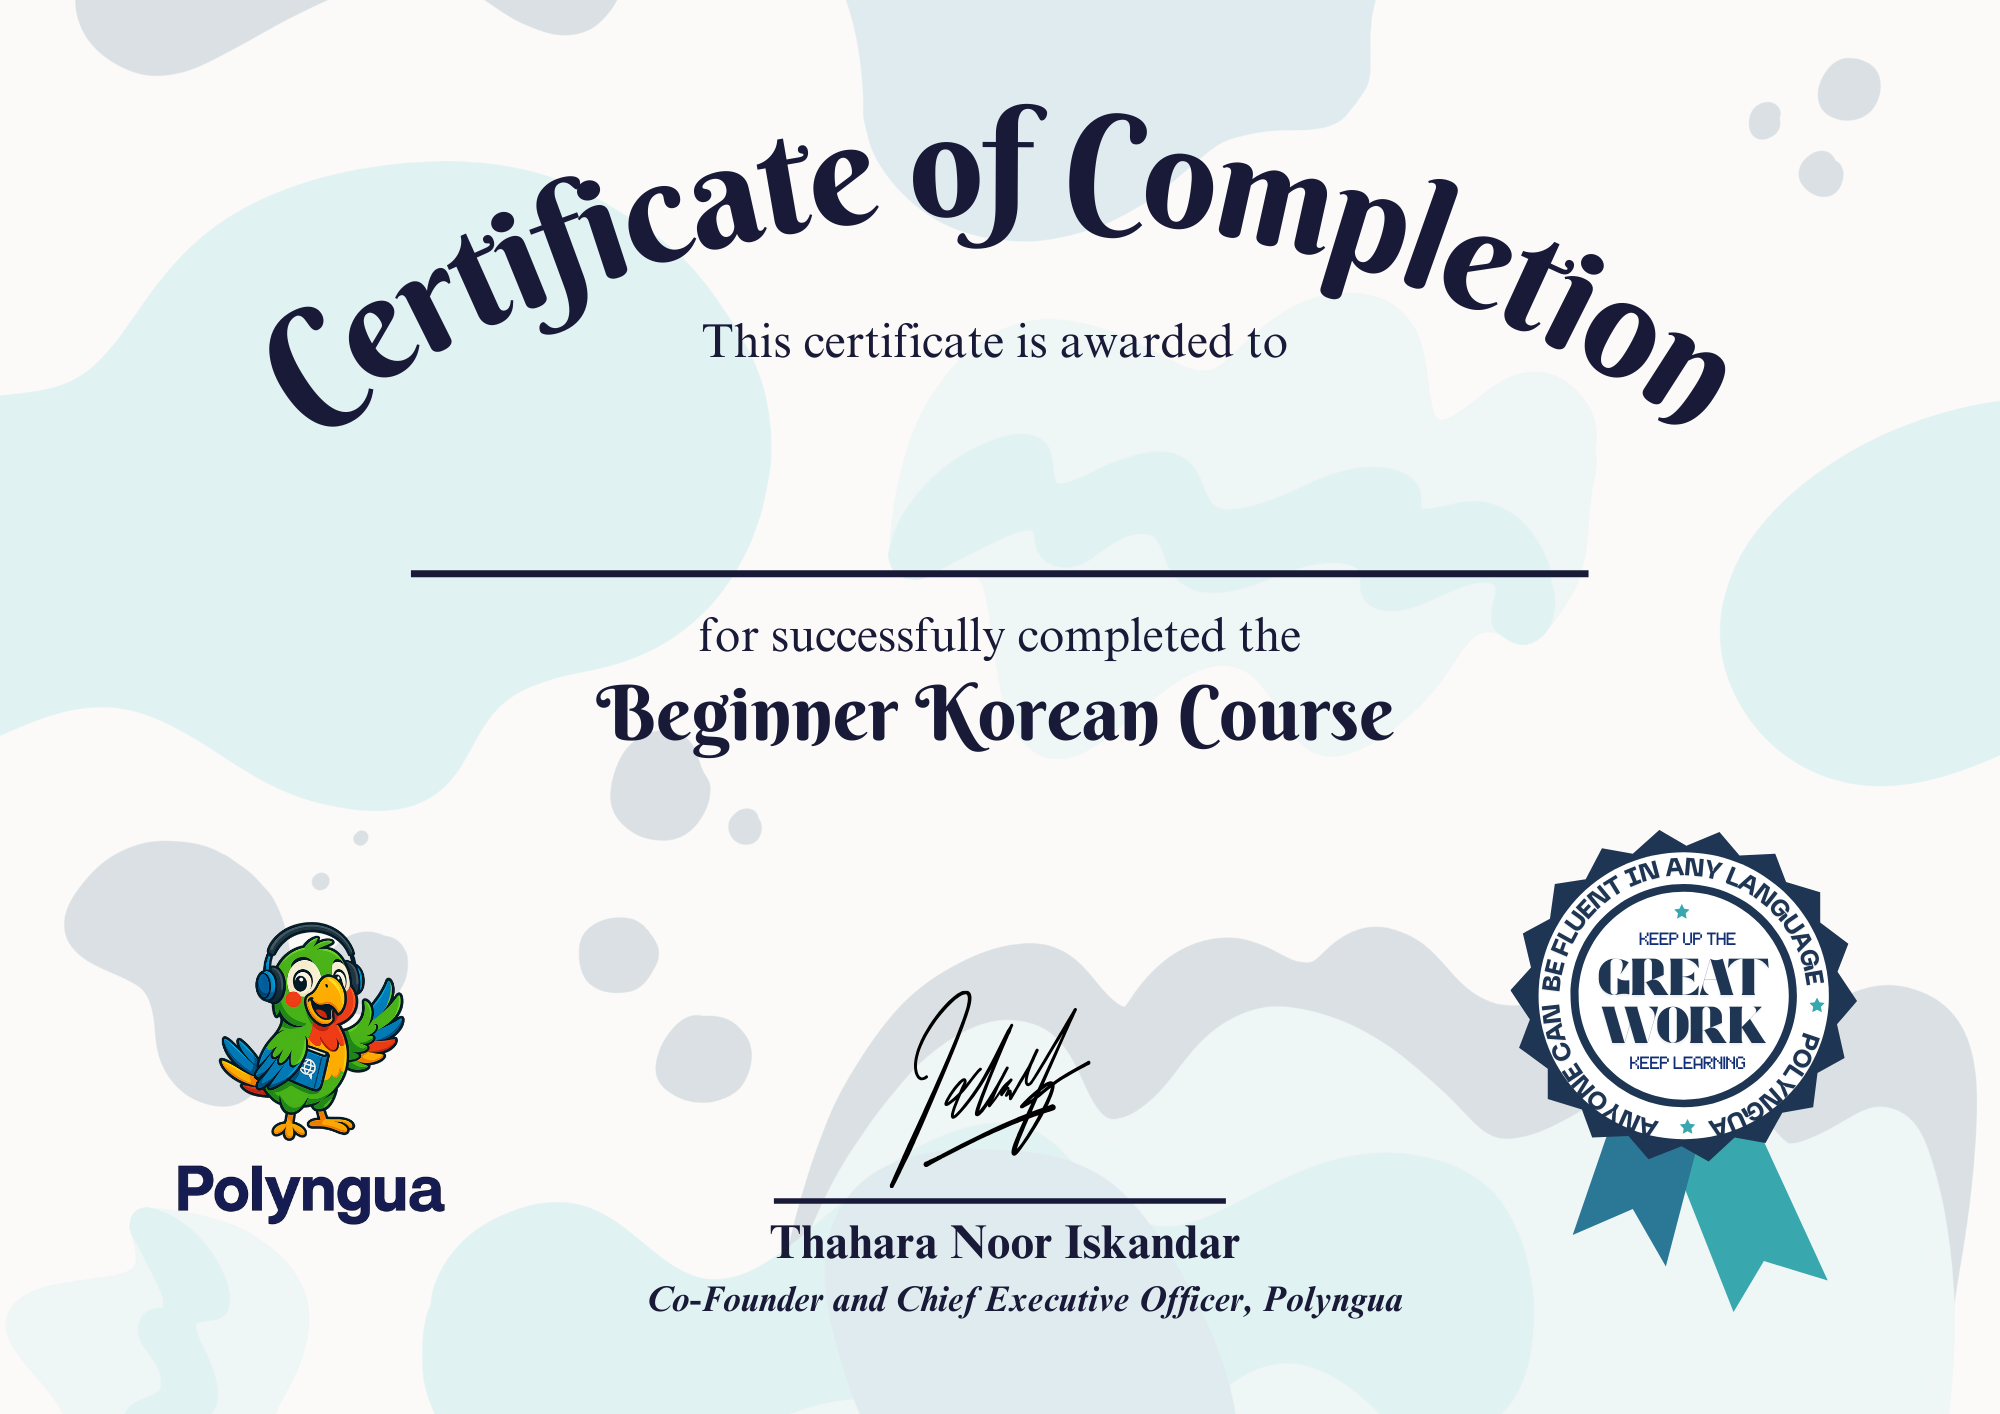 Certificate of Completion
This certificate is awarded to
for successfully completed the
Beginner Korean Course
Polyngua
Thahara Noor Iskandar
Co-Founder and Chief Executive Officer, Polyngua
ANYONE CAN BE FLUENT IN ANY LANGUAGE
POLYNGUA
KEEP UP THE
GREAT
WORK
KEEP LEARNING